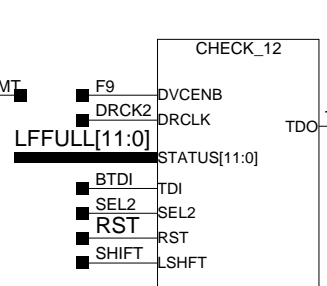 CHECK_12
MT
F9
DVCENB
DRCK2
DRCLK
TDO
LFFULL[11:0]
STATUS[11:0]
BTDI
TDI
SEL2
SEL2
RST
RST
SHIFT
LSHFT